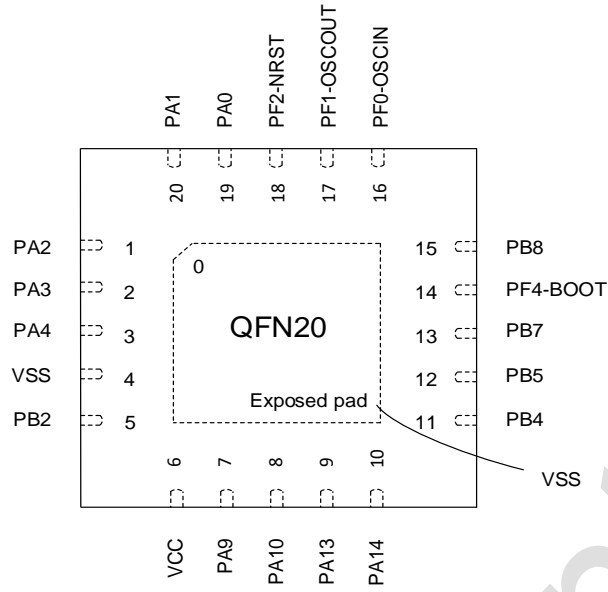 PA1
PA0
PF2-NRST
PF1-OSCOUT
PF0-OSCIN
20
19
18
17
16
PA2
1
PA3
2
PA4
3
VSS
4
PB2
5
0
QFN20
Exposed pad
15
PB8
14
PF4-BOOT
13
PB7
12
PB5
11
PB4
VSS
6
7
8
9
10
VCC
PA9
PA10
PA13
PA14